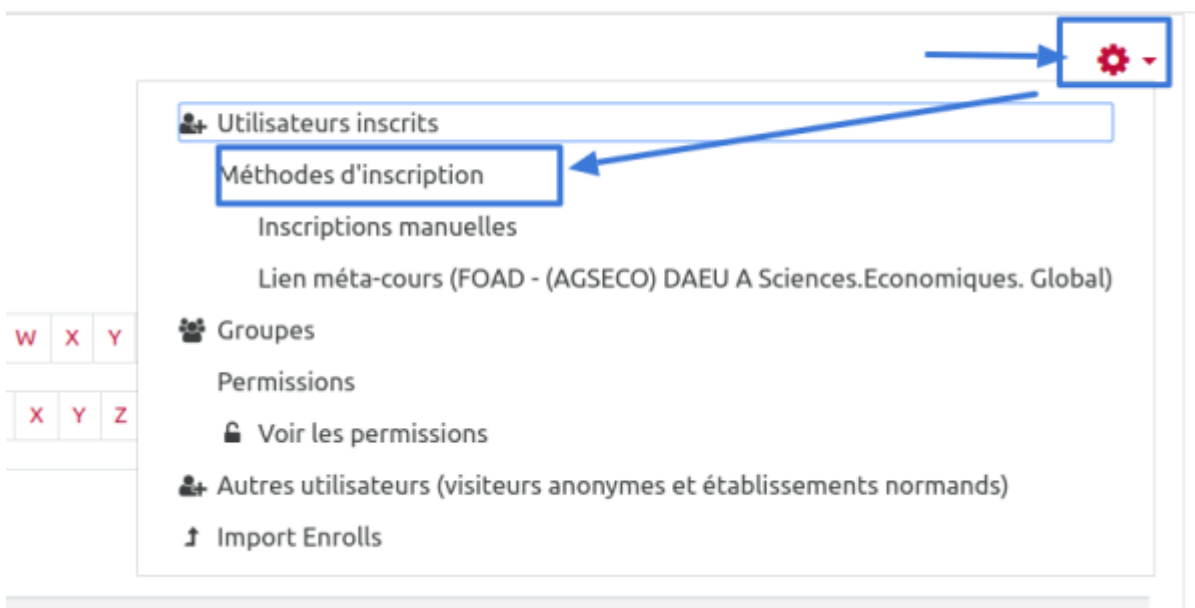 Utilisateurs inscrits
Méthodes d'inscription
Inscriptions manuelles
Lien méta-cours (FOAD - (AGSECO) DAEU A Sciences.Economiques. Global)
W X Y
Groupes
Permissions
X Y Z
Voir les permissions
Autres utilisateurs (visiteurs anonymes et établissements normands)
Import Enrolls